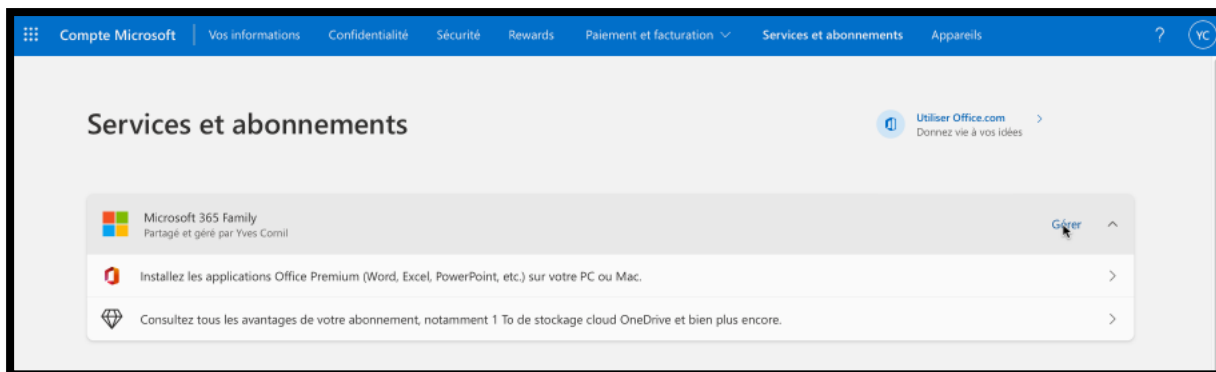 Compte Microsoft Vos informations Confidentialité Sécurité Rewards Paiement et facturation Services et abonnements Appareils ? YC
Services et abonnements
Utiliser Office.com
Donnez vie à vos idées
Microsoft 365 Family
Partagé et géré par Yves Cornil
Gérer
Installez les applications Office Premium (Word, Excel, PowerPoint, etc.) sur votre PC ou Mac.
Consultez tous les avantages de votre abonnement, notamment 1 To de stockage cloud OneDrive et bien plus encore.